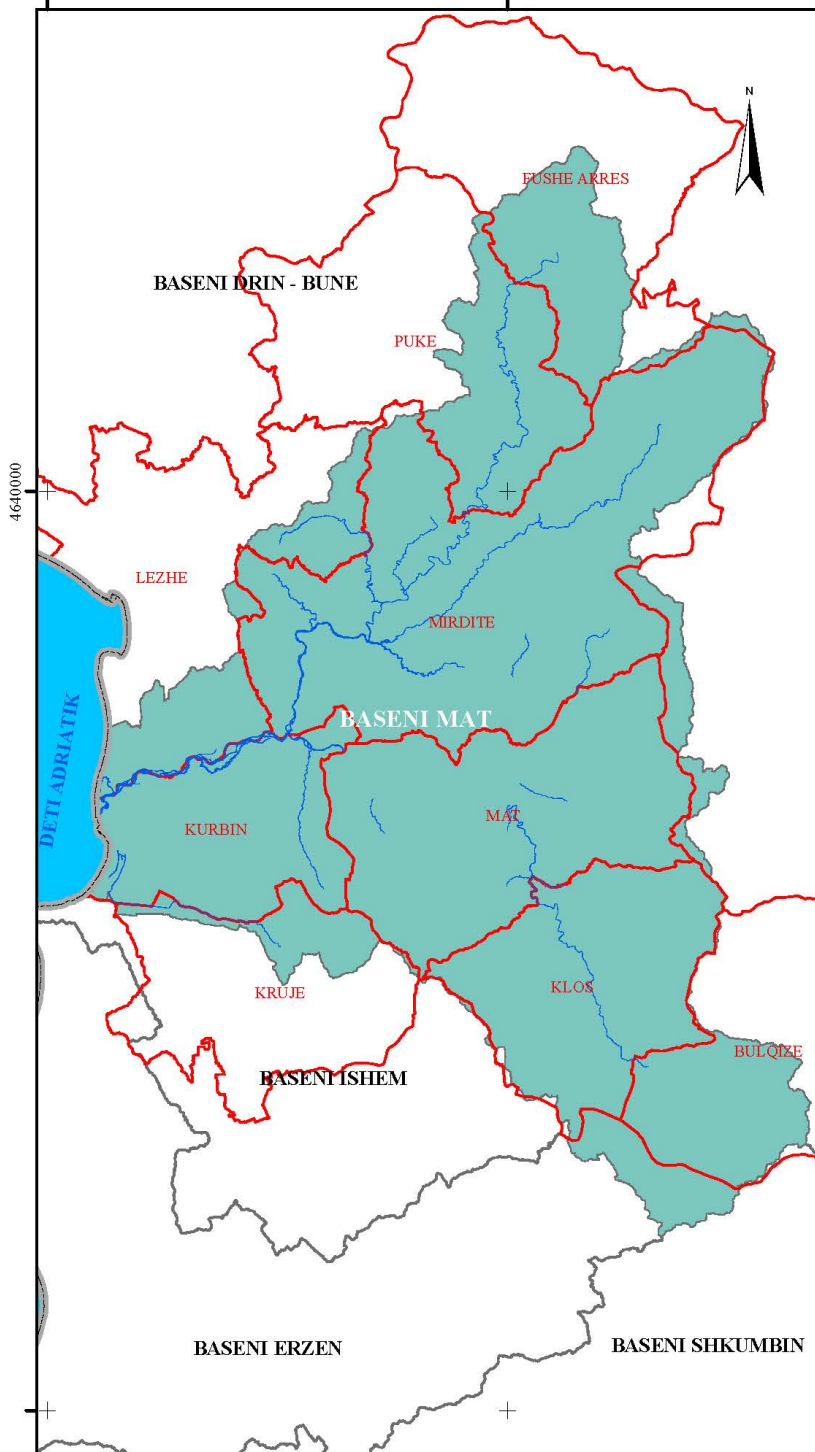 N
FUSHE ARRES
BASENI DRIN - BUNE
PUKE
4640000
LEZHE
MIRDITE
BASENI MAT
DETI ADRIATIK
KURBIN
MAT
KRUJE
KLOS
BULQIZE
BASENI ISHEM
BASENI ERZEN
BASENI SHKUMBIN